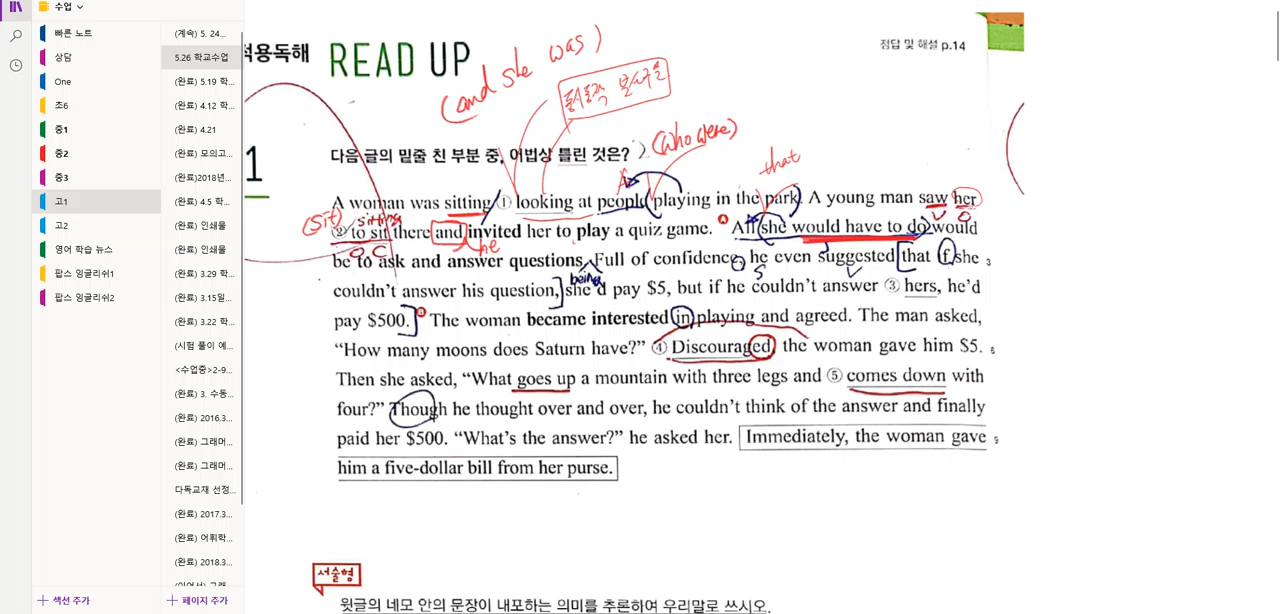 수업
빠른 노트
상담
One
초6
중1
중2
중3
고1
고2
영어 학습 뉴스
팝스 잉글리쉬1
팝스 잉글리쉬2
섹션 추가
(계속) 5. 24...
5.26 학교수업
(완료) 5.19 학...
(완료) 4.12 학...
(완료) 4.21
(완료) 모의고...
(완료)2018년...
(완료) 4.5 학...
(완료) 인쇄물
(완료) 인쇄물
(완료) 3.29 학...
(완료) 3.15일...
(완료) 3.22 학...
(시험 풀이 예...
<수업중>2-9...
(완료) 3. 수동...
(완료) 2016.3...
(완료) 그래머...
(완료) 그래머...
다독교재 선정...
(완료) 2017.3...
(완료) 어휘학...
(완료) 2018.3...
페이지 추가
적용독해 READ UP
정답 및 해설 p.14
(and she was)
(who were)
that
1
다음 글의 밑줄 친 부분 중, 어법상 틀린 것은?
A woman was sitting ① looking at people playing in the park. A young man saw her
(sit) sitting
V O
② to sit there and invited her to play a quiz game. All she would have to do would
O C
he
be to ask and answer questions. Full of confidence, he even suggested that if she
being
S V
couldn't answer his question, she'd pay $5, but if he couldn't answer ③ hers, he'd
pay $500. The woman became interested in playing and agreed. The man asked,
"How many moons does Saturn have?" ④ Discouraged, the woman gave him $5.
Then she asked, "What goes up a mountain with three legs and ⑤ comes down with
four?" Though he thought over and over, he couldn't think of the answer and finally
paid her $500. "What's the answer?" he asked her. Immediately, the woman gave
him a five-dollar bill from her purse.
서술형
윗글의 네모 안의 문장이 내포하는 의미를 추론하여 우리말로 쓰시오.